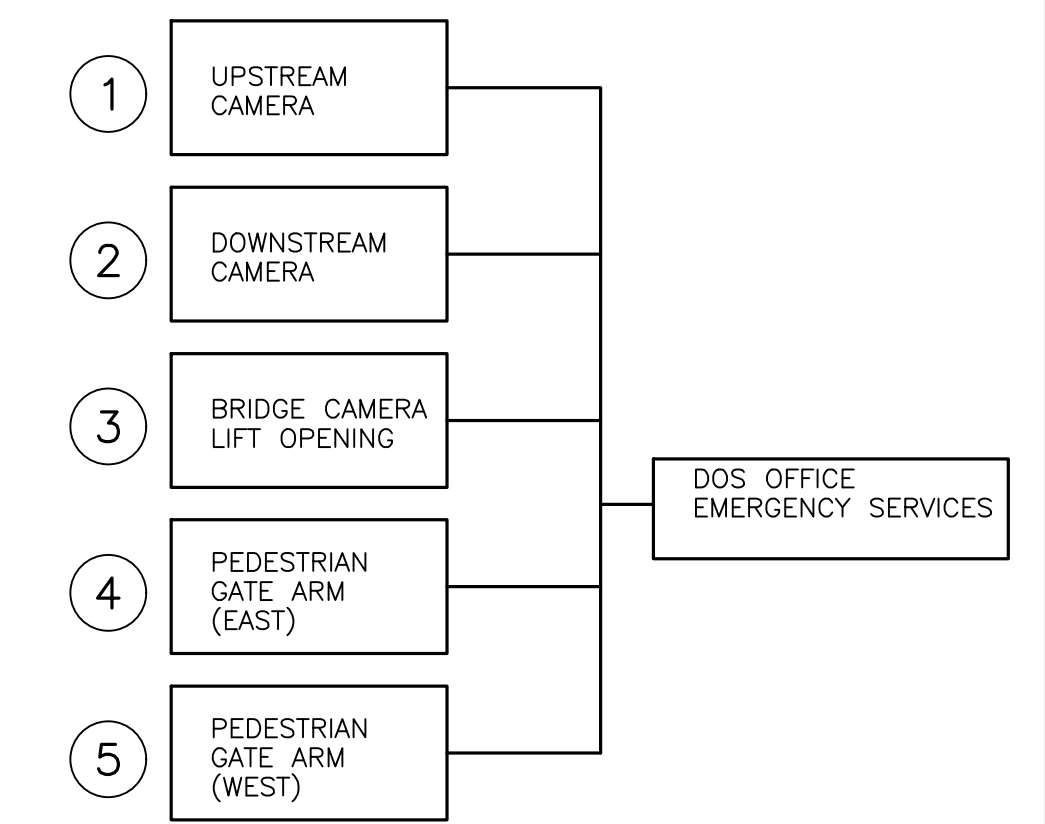 1
UPSTREAM
CAMERA
2
DOWNSTREAM
CAMERA
3
BRIDGE CAMERA
LIFT OPENING
4
PEDESTRIAN
GATE ARM
(EAST)
5
PEDESTRIAN
GATE ARM
(WEST)
DOS OFFICE
EMERGENCY SERVICES